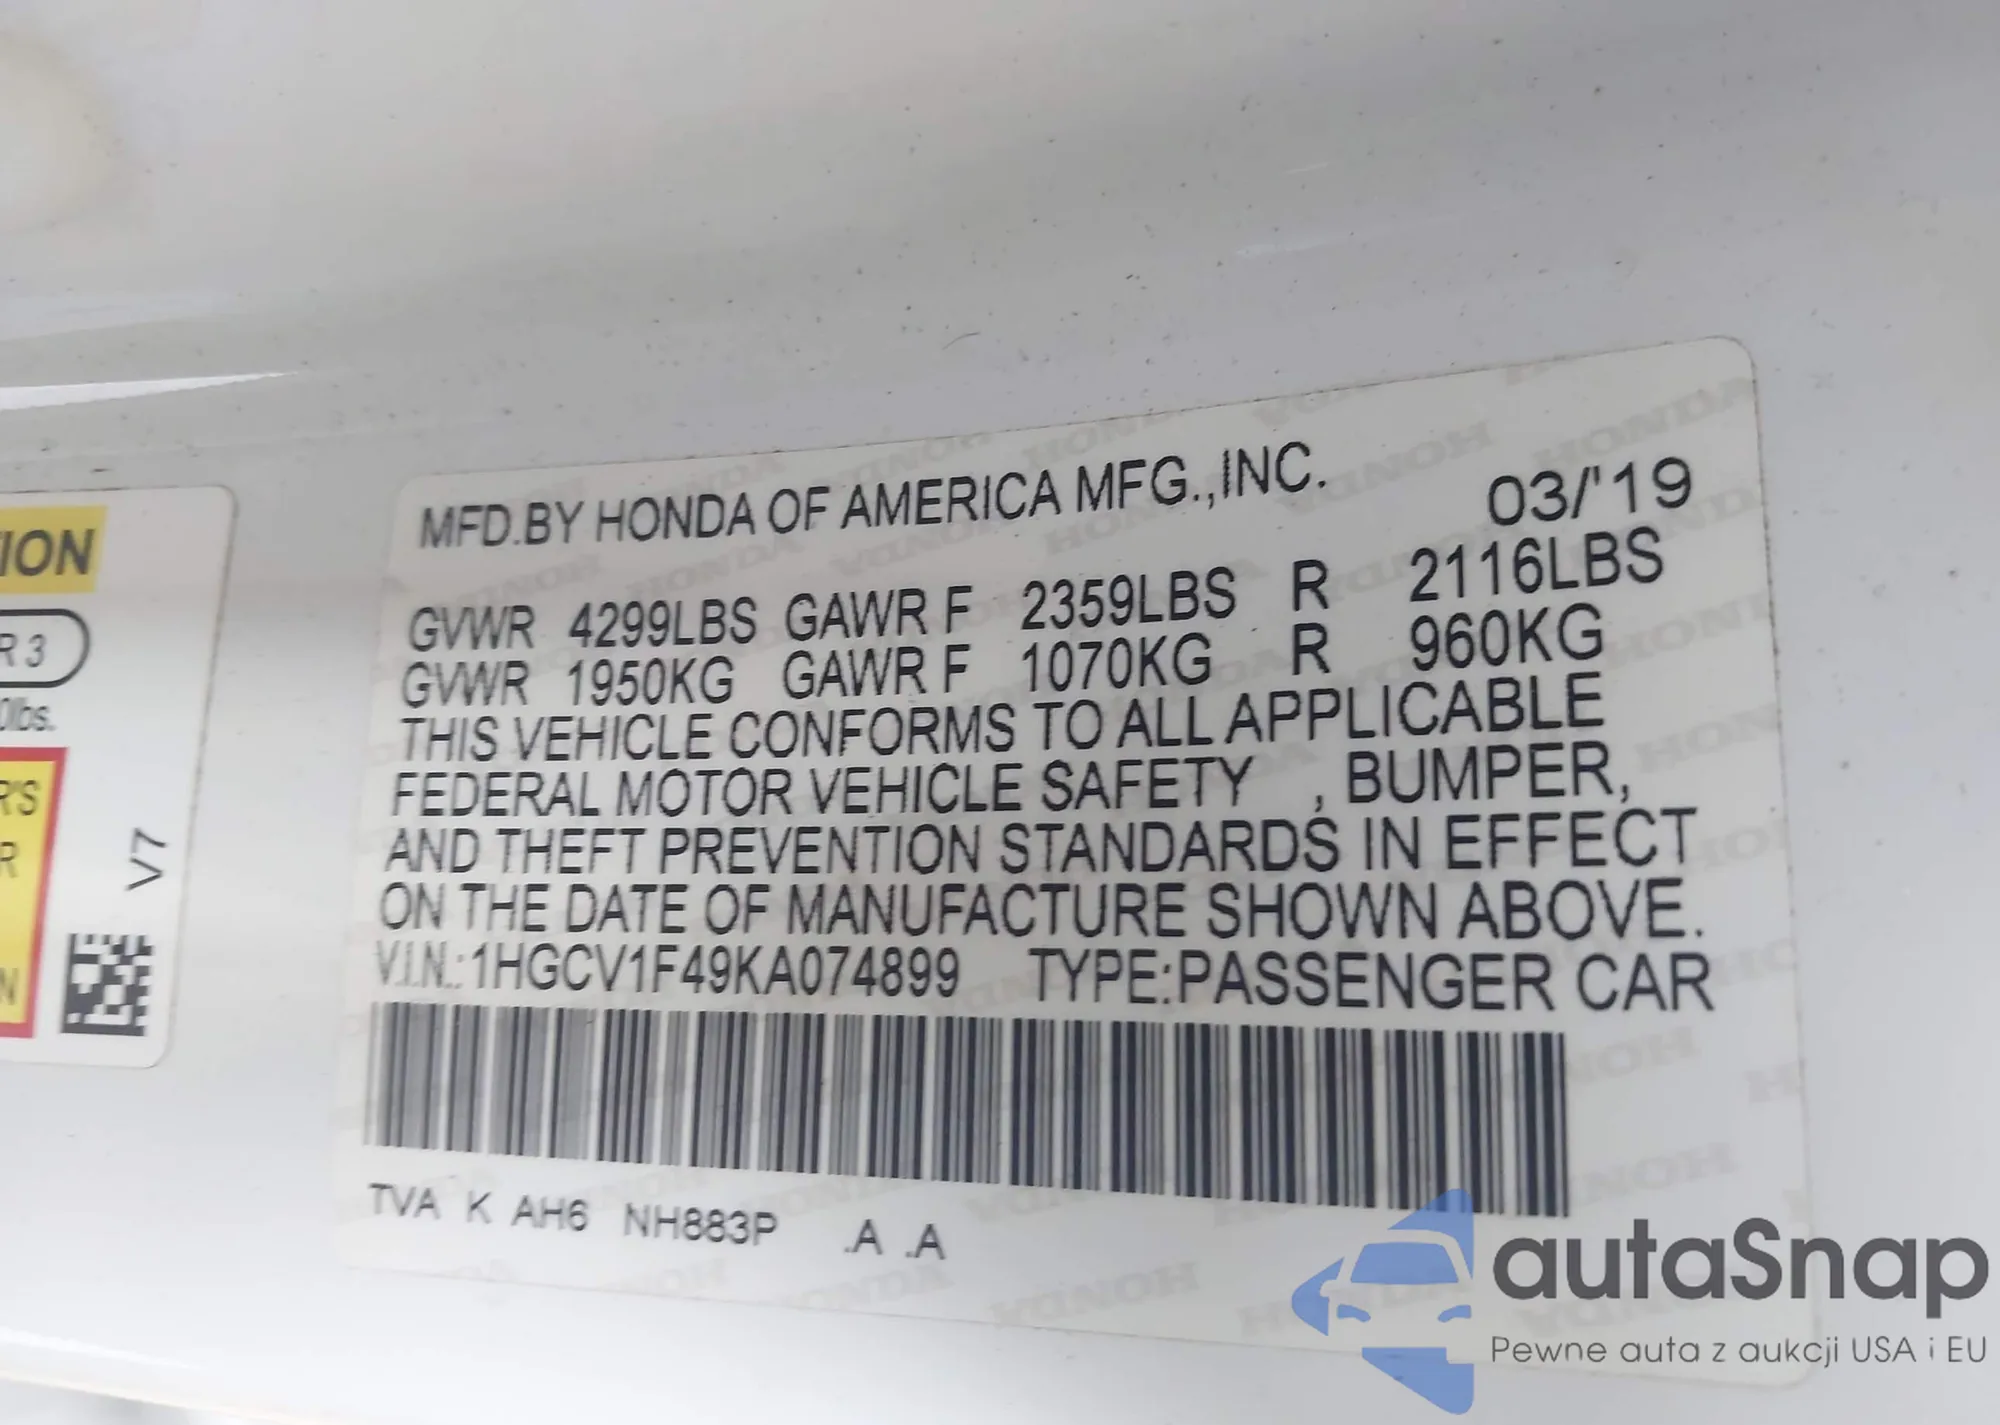 TION
R 3
0lbs.
R'S
R
N
V7
MFD.BY HONDA OF AMERICA MFG.,INC. 03/'19
GVWR 4299LBS GAWR F 2359LBS R 2116LBS
GVWR 1950KG GAWR F 1070KG R 960KG
THIS VEHICLE CONFORMS TO ALL APPLICABLE
FEDERAL MOTOR VEHICLE SAFETY , BUMPER,
AND THEFT PREVENTION STANDARDS IN EFFECT
ON THE DATE OF MANUFACTURE SHOWN ABOVE.
V.I.N.:1HGCV1F49KA074899 TYPE:PASSENGER CAR
TVA K AH6 NH883P .A .A
autaSnap
Pewne auta z aukcji USA i EU